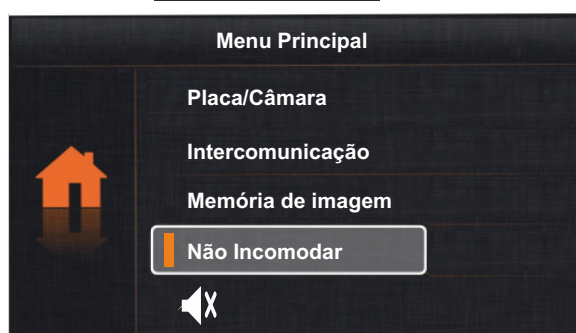 Menu Principal
Placa/Câmara
Intercomunicação
Memória de imagem
Não Incomodar